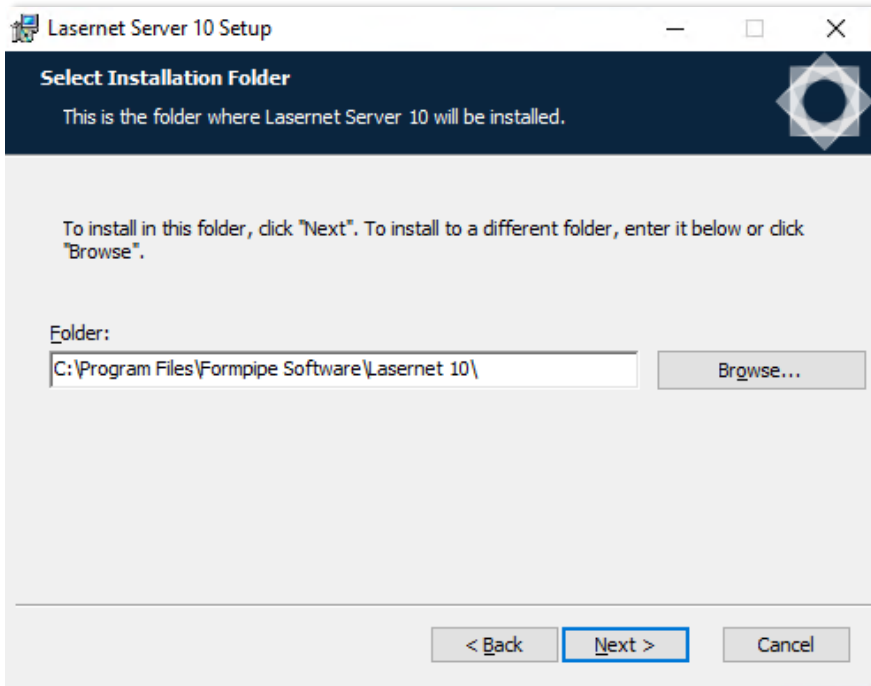 Lasernet Server 10 Setup
Select Installation Folder
This is the folder where Lasernet Server 10 will be installed.
To install in this folder, click "Next". To install to a different folder, enter it below or click
"Browse".
Folder:
C:\Program Files\Formpipe Software\Lasernet 10\
Browse...
< Back
Next >
Cancel